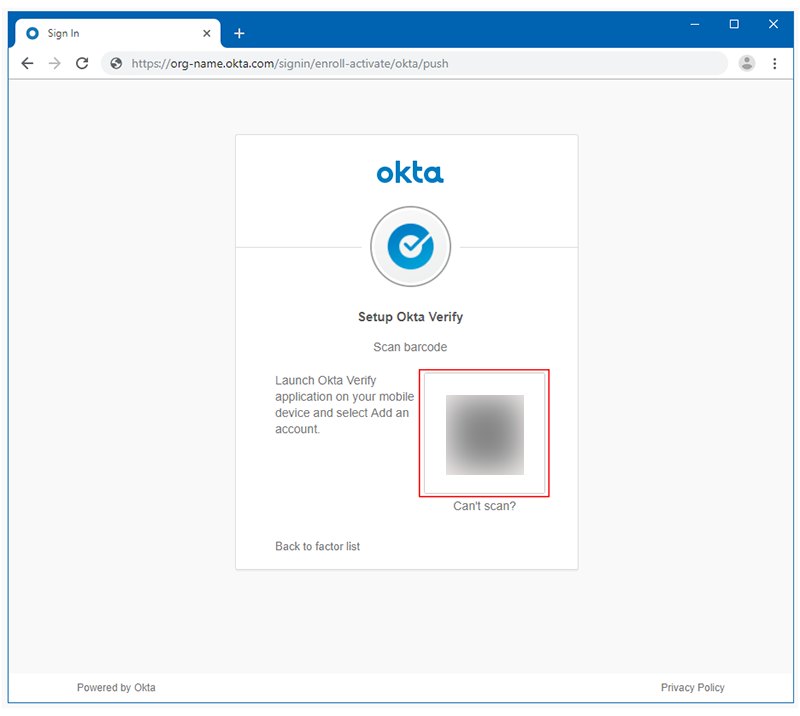 Sign In
https://org-name.okta.com/signin/enroll-activate/okta/push
okta
Setup Okta Verify
Scan barcode
Launch Okta Verify
application on your mobile
device and select Add an
account.
Can't scan?
Back to factor list
Powered by Okta
Privacy Policy